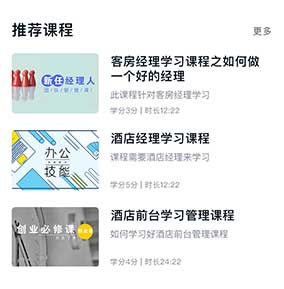 推荐课程
更多
新任经理人
客房经理学习课程之如何做
一个好的经理
此课程针对客房经理学习
学分3分 | 时长12:22
办公
技能
酒店经理学习课程
课程需要酒店经理来学习
学分5分 | 时长12:22
创业必修课
酒店前台学习管理课程
如何学习好酒店前台管理课程
学分4分 | 时长24:22